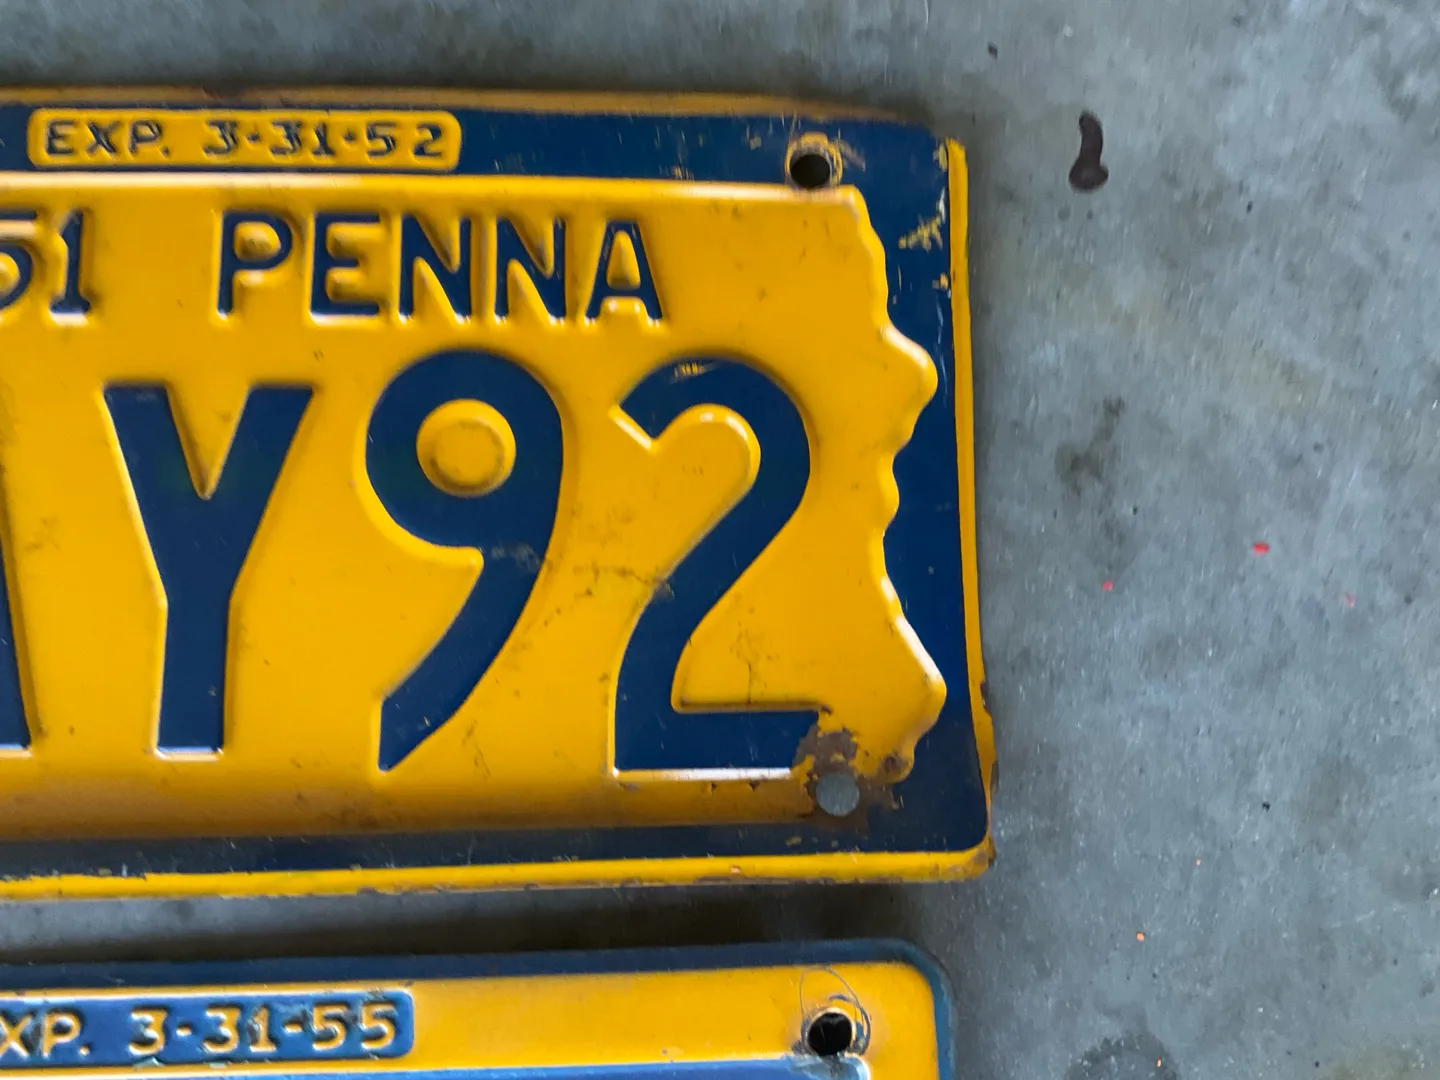 EXP. 3-31-52
51 PENNA
Y92
XP. 3-31-55